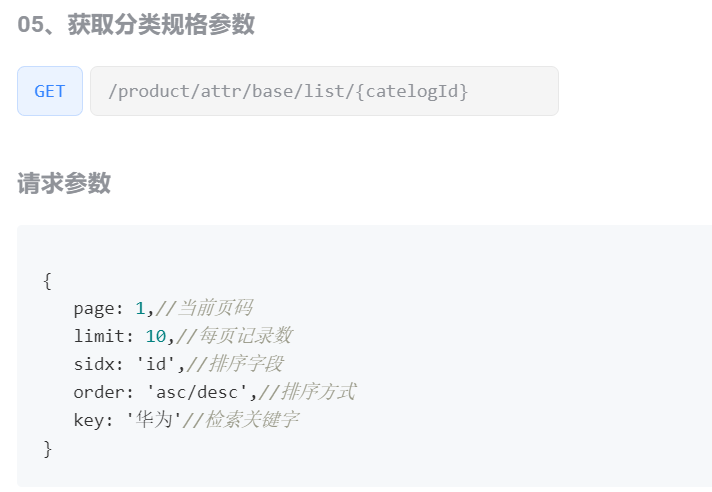 05、获取分类规格参数
GET /product/attr/base/list/{catelogId}
请求参数
{
page: 1,//当前页码
limit: 10,//每页记录数
sidx: 'id',//排序字段
order: 'asc/desc',//排序方式
key: '华为'//检索关键字
}